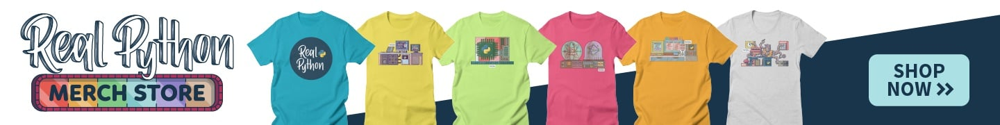 Real Python
MERCH STORE
Real
Python
SHOP
NOW >>